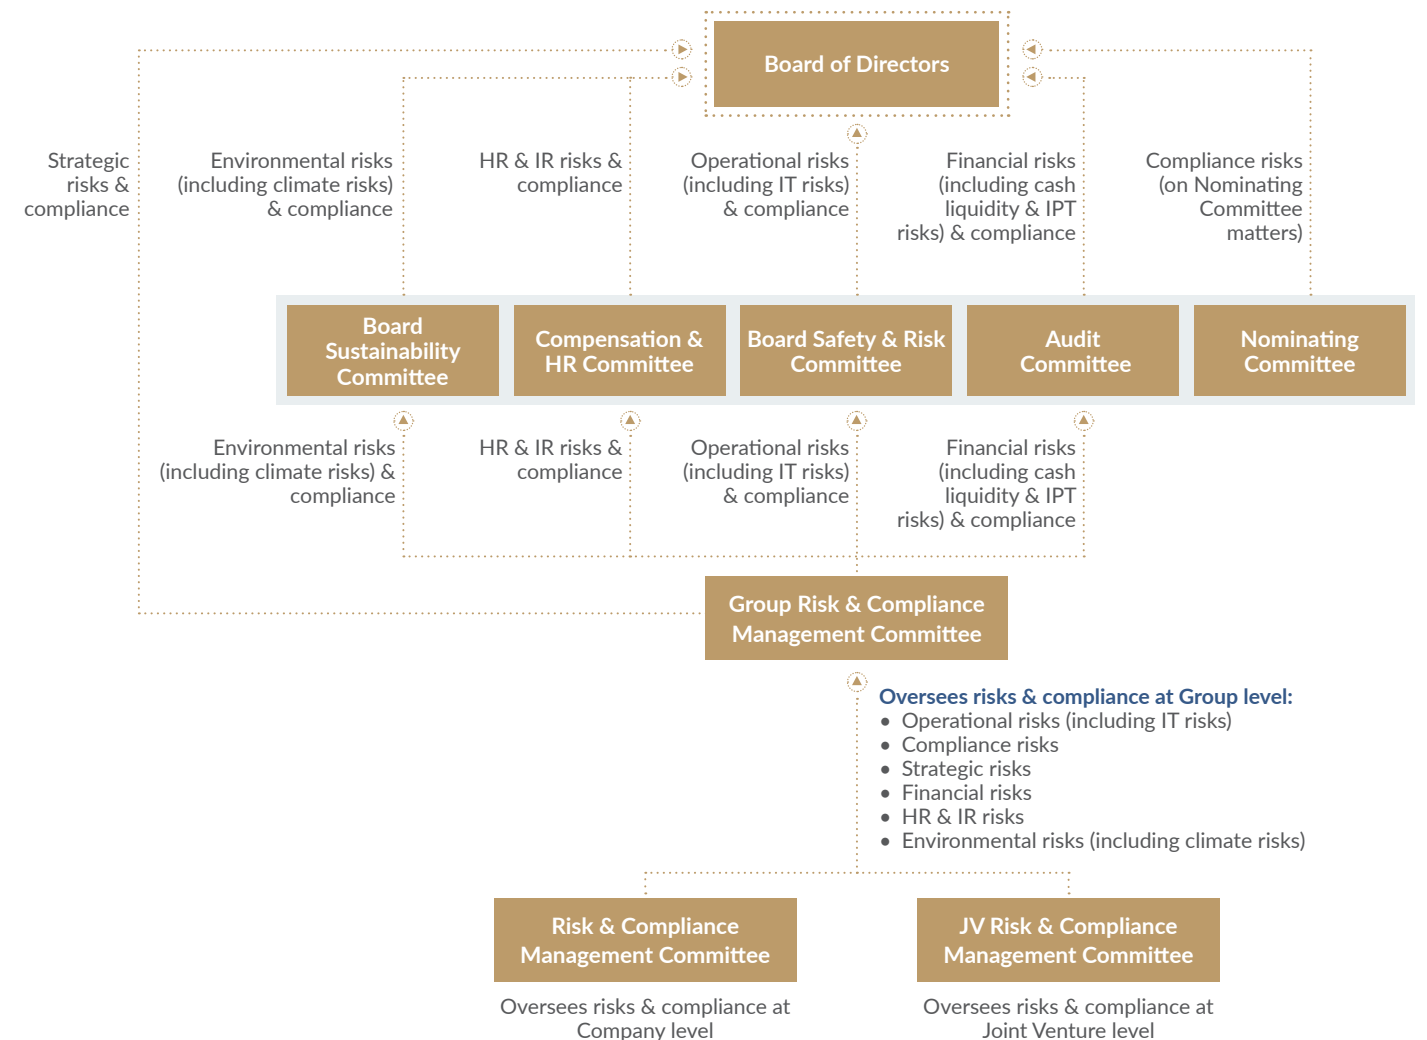 Board of Directors
Strategic
risks &
compliance
Environmental risks
(including climate risks)
& compliance
HR & IR risks &
compliance
Operational risks
(including IT risks)
& compliance
Financial risks
(including cash
liquidity & IPT
risks) & compliance
Compliance risks
(on Nominating
Committee
matters)
Board
Sustainability
Committee
Compensation &
HR Committee
Board Safety & Risk
Committee
Audit
Committee
Nominating
Committee
Environmental risks
(including climate risks) &
compliance
HR & IR risks &
compliance
Operational risks
(including IT risks)
& compliance
Financial risks
(including cash
liquidity & IPT
risks) & compliance
Group Risk & Compliance
Management Committee
Oversees risks & compliance at Group level:
• Operational risks (including IT risks)
• Compliance risks
• Strategic risks
• Financial risks
• HR & IR risks
• Environmental risks (including climate risks)
Risk & Compliance
Management Committee
Oversees risks & compliance at
Company level
JV Risk & Compliance
Management Committee
Oversees risks & compliance at
Joint Venture level